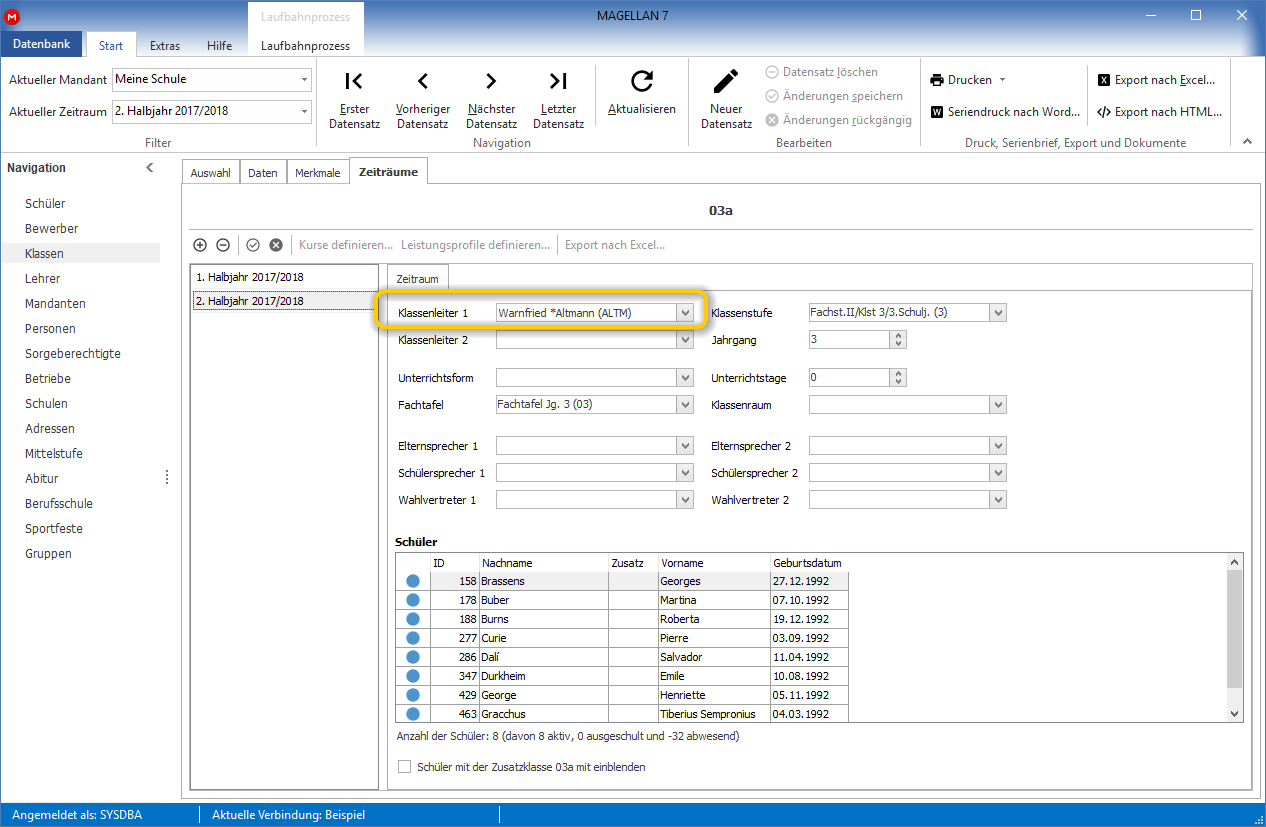 MAGELLAN 7
Laufbahnprozess
Datenbank Start Extras Hilfe Laufbahnprozess
Aktueller Mandant Meine Schule
Aktueller Zeitraum 2. Halbjahr 2017/2018
Filter
Erster Datensatz
Vorheriger Datensatz
Nächster Datensatz
Letzter Datensatz
Aktualisieren
Navigation
Neuer Datensatz
Datensatz löschen
Änderungen speichern
Änderungen rückgängig
Bearbeiten
Drucken
Seriendruck nach Word...
Export nach Excel...
Export nach HTML...
Druck, Serienbrief, Export und Dokumente
Navigation
Schüler
Bewerber
Klassen
Lehrer
Mandanten
Personen
Sorgeberechtigte
Betriebe
Schulen
Adressen
Mittelstufe
Abitur
Berufsschule
Sportfeste
Gruppen
Auswahl Daten Merkmale Zeiträume
03a
Kurse definieren... Leistungsprofile definieren... Export nach Excel...
1. Halbjahr 2017/2018
2. Halbjahr 2017/2018
Zeitraum
Klassenleiter 1 Warnfried *Altmann (ALTM) Klassenstufe Fachst.II/Klst 3/3.Schulj. (3)
Klassenleiter 2 Jahrgang 3
Unterrichtsform Unterrichtstage 0
Fachtafel Fachtafel Jg. 3 (03) Klassenraum
Elternsprecher 1 Elternsprecher 2
Schülersprecher 1 Schülersprecher 2
Wahlvertreter 1 Wahlvertreter 2
Schüler
ID Nachname Zusatz Vorname Geburtsdatum
158 Brassens Georges 27.12.1992
178 Buber Martina 07.10.1992
188 Burns Roberta 19.12.1992
277 Curie Pierre 03.09.1992
286 Dalí Salvador 11.04.1992
347 Durkheim Emile 10.08.1992
429 George Henriette 05.11.1992
463 Gracchus Tiberius Sempronius 04.03.1992
Anzahl der Schüler: 8 (davon 8 aktiv, 0 ausgeschult und -32 abwesend)
Schüler mit der Zusatzklasse 03a mit einblenden
Angemeldet als: SYSDBA Aktuelle Verbindung: Beispiel